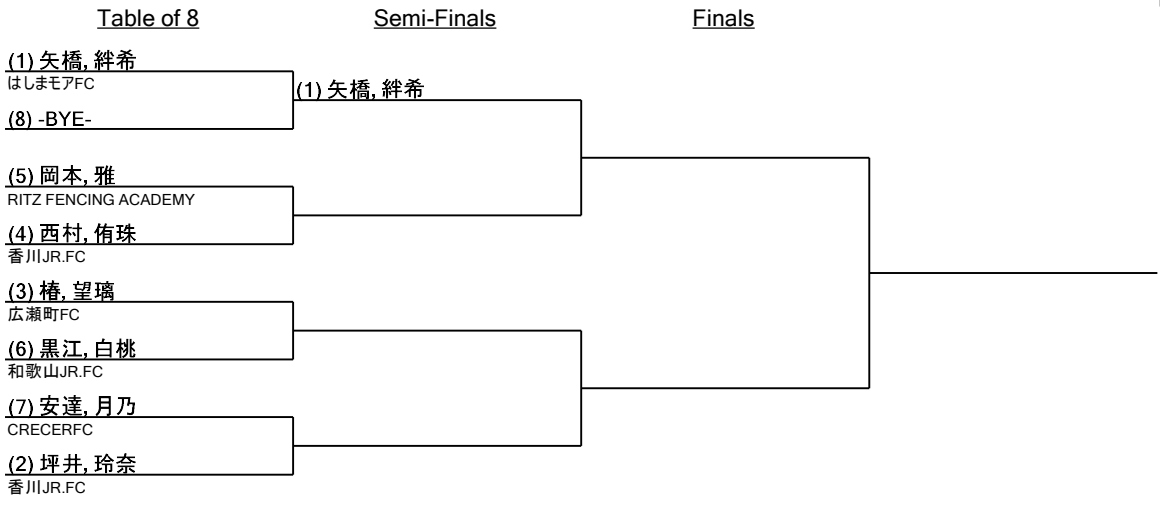 Table of 8 Semi-Finals Finals
(1) 矢橋, 絆希
はしまモアFC
(1) 矢橋, 絆希
(8) -BYE-
(5) 岡本, 雅
RITZ FENCING ACADEMY
(4) 西村, 侑珠
香川JR.FC
(3) 椿, 望璃
広瀬町FC
(6) 黒江, 白桃
和歌山JR.FC
(7) 安達, 月乃
CRECERFC
(2) 坪井, 玲奈
香川JR.FC